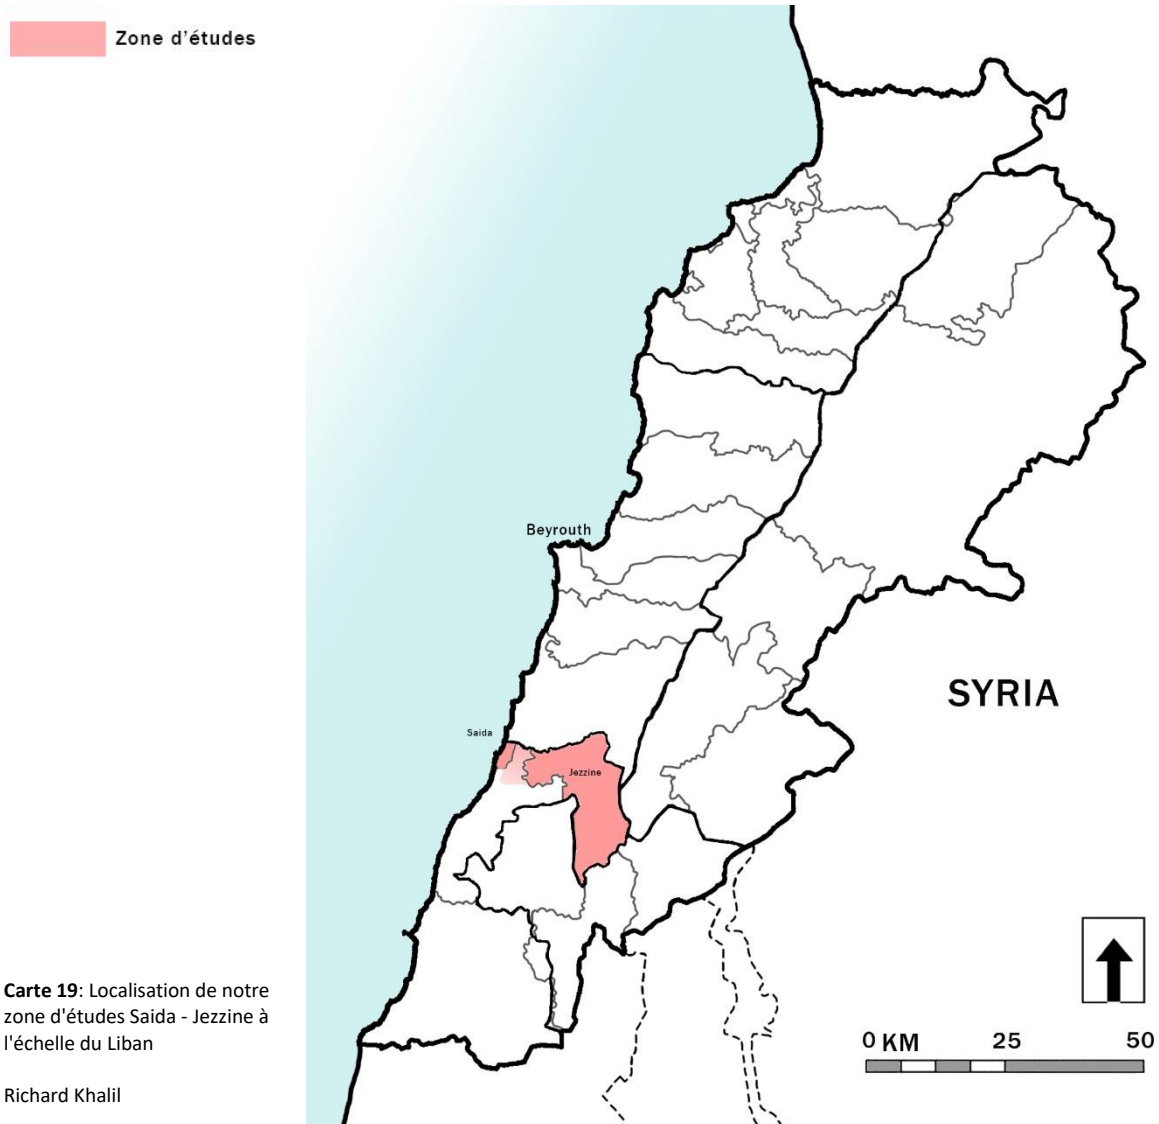 Zone d'études
Beyrouth
SYRIA
Saida
Jezzine
0 KM 25 50
Carte 19: Localisation de notre
zone d'études Saida - Jezzine à
l'échelle du Liban
Richard Khalil